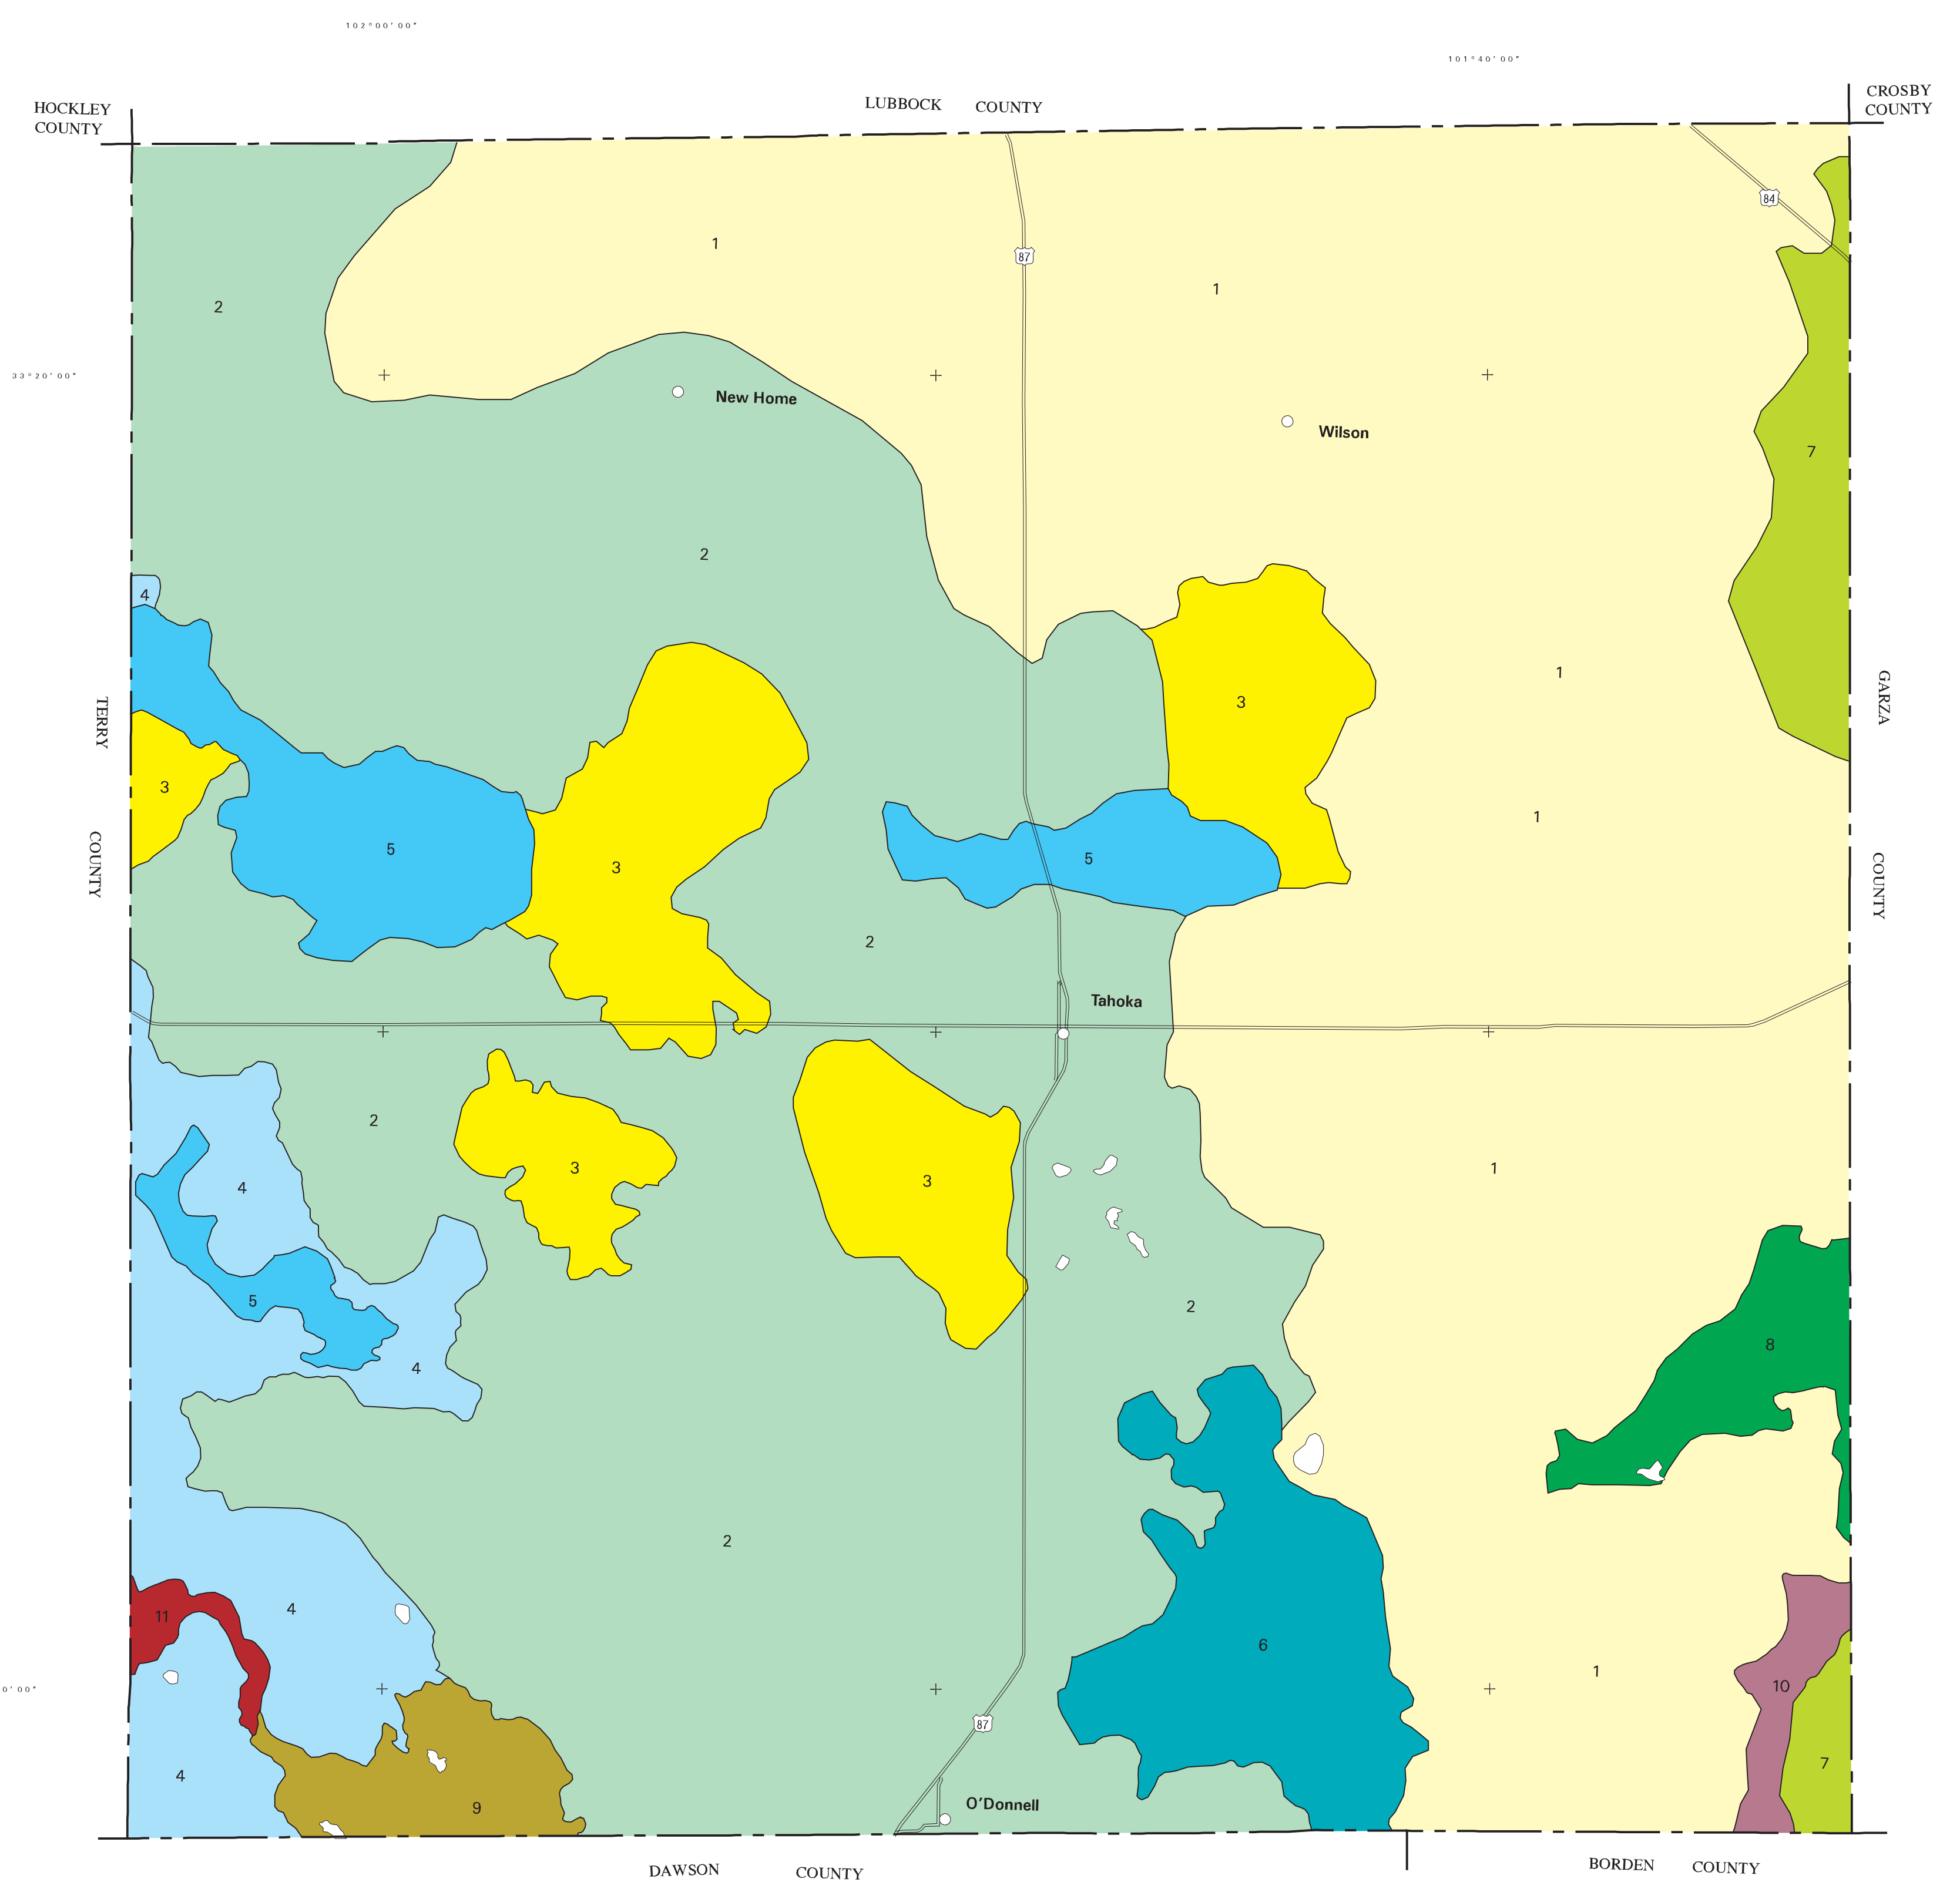 102°00'00"
101°40'00"
HOCKLEY
COUNTY
LUBBOCK COUNTY
CROSBY
COUNTY
84
1
87
1
2
33°20'00"
New Home
Wilson
7
2
4
1
3
TERRY
COUNTY
GARZA
COUNTY
3
1
5
5
3
2
Tahoka
2
1
3
3
4
5
2
8
4
2
4
11
6
1
0'00"
10
87
7
4
O'Donnell
9
DAWSON COUNTY
BORDEN COUNTY